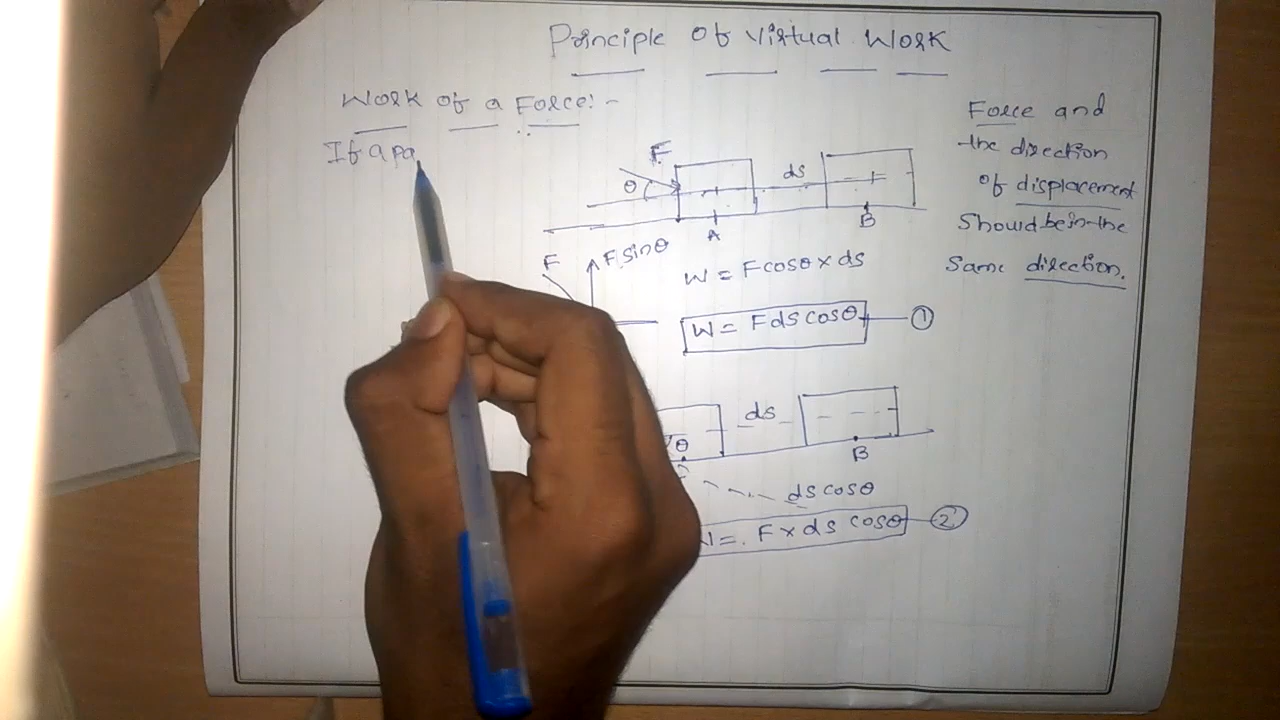 Principle of Virtual Work
Work of a Force:-
If a pa
Force and
the direction
of displacement
Should be in the
Same direction.
F
θ
ds
A
B
F
F sinθ
W = Fcosθ × ds
W = F ds cosθ
1
ds
θ
B
ds cosθ
= F × ds cosθ
2